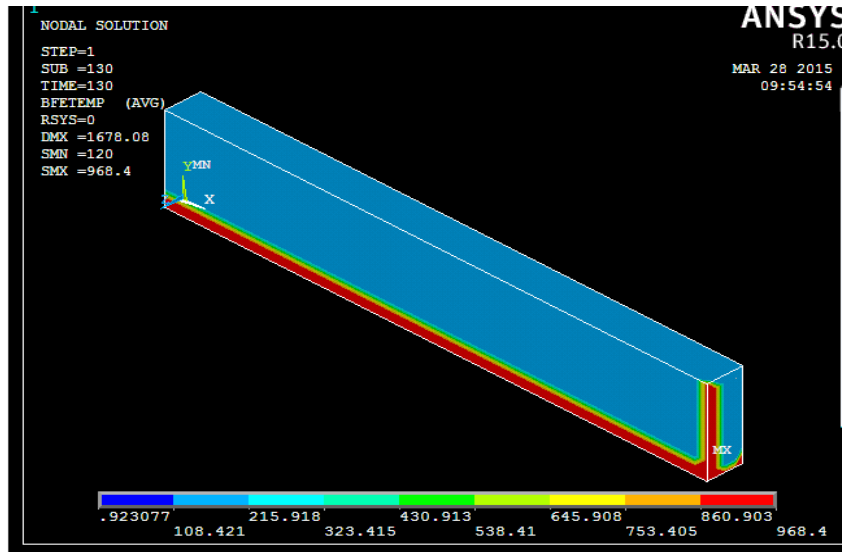 1
NODAL SOLUTION
STEP=1
SUB =130
TIME=130
BFETEMP (AVG)
RSYS=0
DMX =1678.08
SMN =120
SMX =968.4
ANSYS
R15.0
MAR 28 2015
09:54:54
YMN
X
Z
MX
.923077 215.918 430.913 645.908 860.903
108.421 323.415 538.41 753.405 968.4